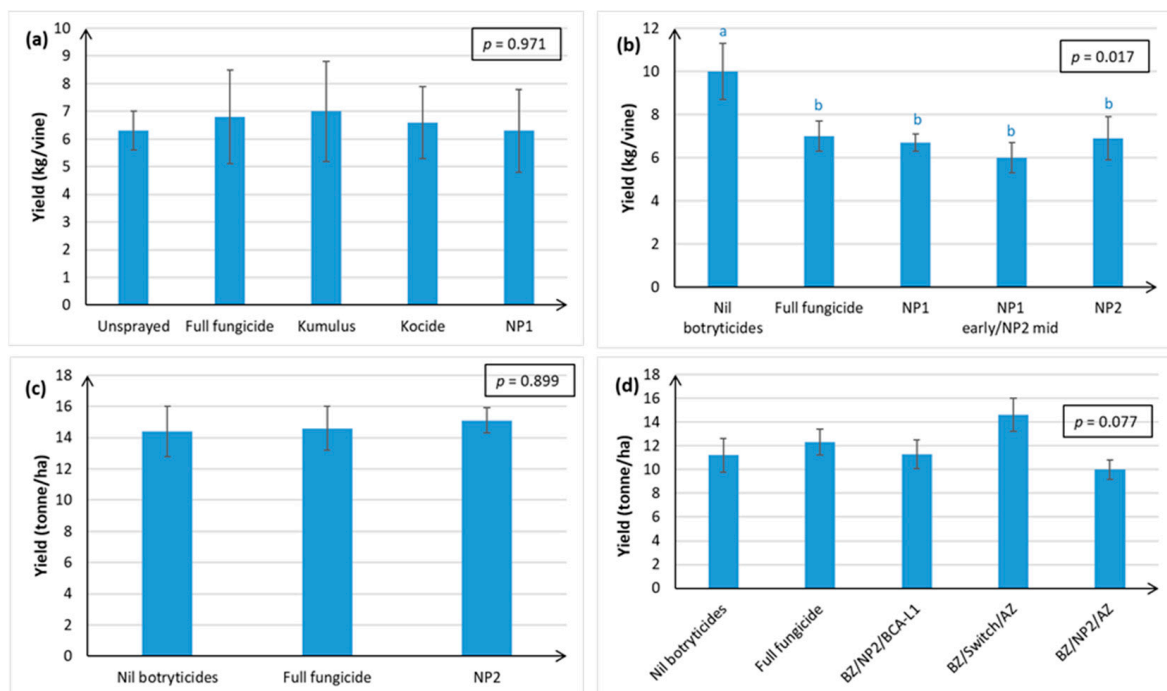 (a)
p = 0.971
Yield (kg/vine)
10
9
8
7
6
5
4
3
2
1
0
Unsprayed Full fungicide Kumulus Kocide NP1
(b)
p = 0.017
Yield (kg/vine)
12
10
8
6
4
2
0
a b b b b
Nil Full fungicide NP1 NP1 NP2
botryticides early/NP2 mid
(c)
p = 0.899
Yield (tonne/ha)
18
16
14
12
10
8
6
4
2
0
Nil botryticides Full fungicide NP2
(d)
p = 0.077
Yield (tonne/ha)
18
16
14
12
10
8
6
4
2
0
Nil botryticides
Full fungicide
BZ/NP2/BCA-L1
BZ/Switch/AZ
BZ/NP2/AZ